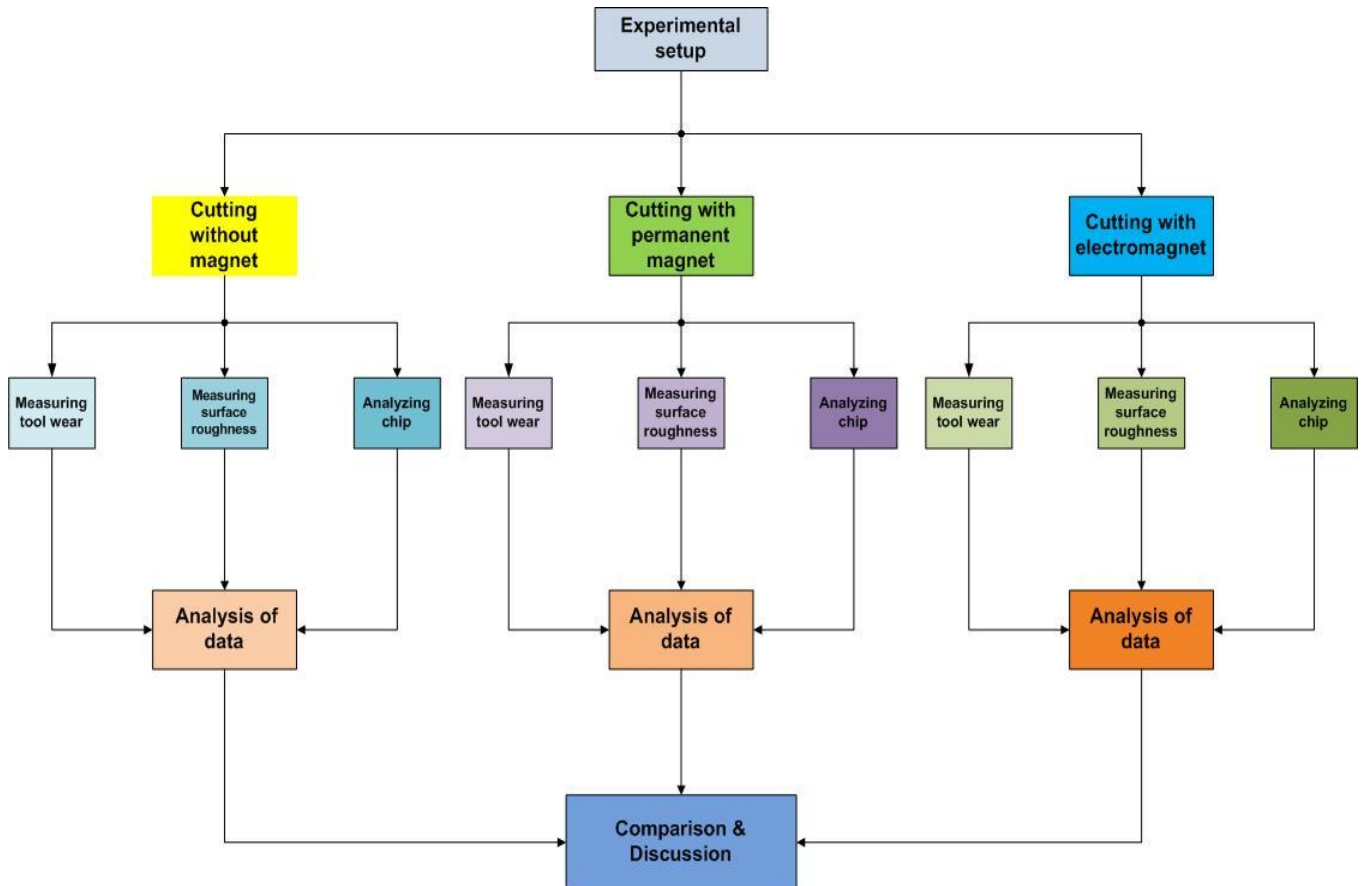 Experimental
setup
Cutting
without
magnet
Cutting with
permanent
magnet
Cutting with
electromagnet
Measuring
tool wear
Measuring
surface
roughness
Analyzing
chip
Measuring
tool wear
Measuring
surface
roughness
Analyzing
chip
Measuring
tool wear
Measuring
surface
roughness
Analyzing
chip
Analysis of
data
Analysis of
data
Analysis of
data
Comparison &
Discussion